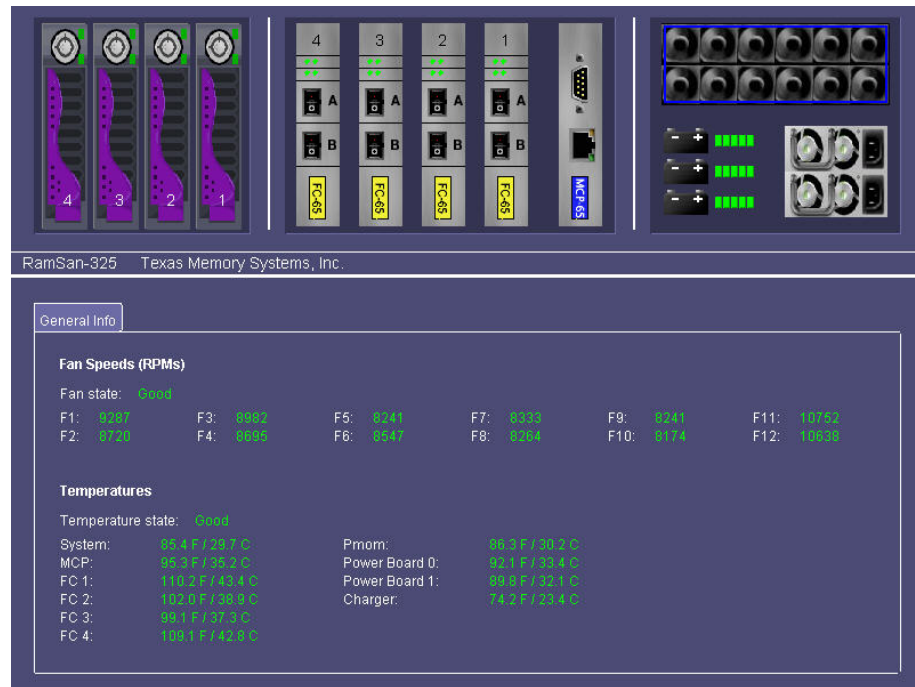 4 3 2 1
4 3 2 1
A A A A
B B B B
FC-65 FC-65 FC-65 FC-65 MCP-65
RamSan-325 Texas Memory Systems, Inc.
General Info
Fan Speeds (RPMs)
Fan state: Good
F1: 9287 F3: 8982 F5: 8241 F7: 8333 F9: 8241 F11: 10752
F2: 8720 F4: 8695 F6: 8547 F8: 8264 F10: 8174 F12: 10638
Temperatures
Temperature state: Good
System: 85.4 F / 29.7 C Pmom: 86.3 F / 30.2 C
MCP: 95.3 F / 35.2 C Power Board 0: 92.1 F / 33.4 C
FC 1: 110.2 F / 43.4 C Power Board 1: 89.8 F / 32.1 C
FC 2: 102.0 F / 38.9 C Charger: 74.2 F / 23.4 C
FC 3: 99.1 F / 37.3 C
FC 4: 109.1 F / 42.8 C